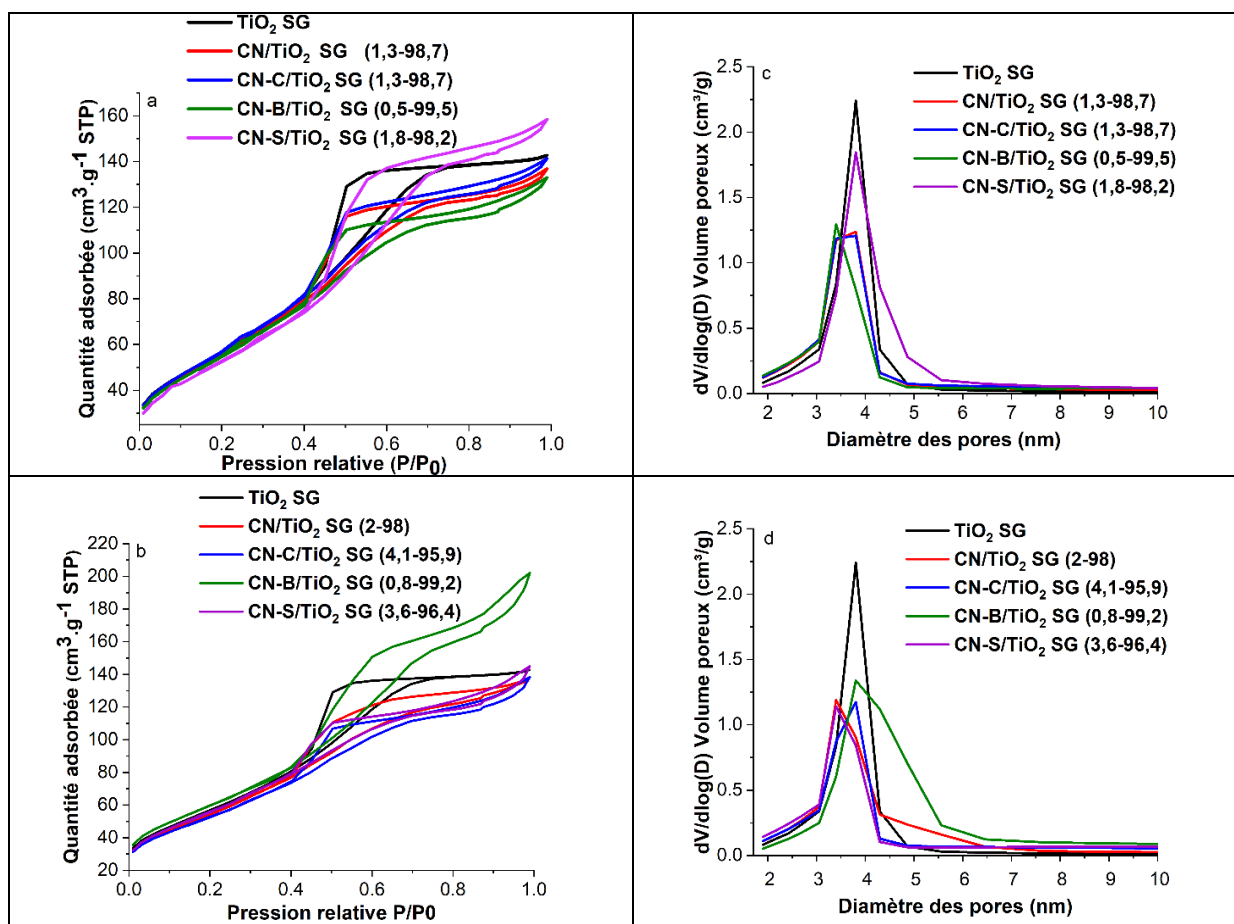 TiO₂ SG
CN/TiO₂ SG (1,3-98,7)
CN-C/TiO₂ SG (1,3-98,7)
CN-B/TiO₂ SG (0,5-99,5)
CN-S/TiO₂ SG (1,8-98,2)
a
Quantité adsorbée (cm³.g⁻¹ STP)
160
140
120
100
80
60
40
0.0 0.2 0.4 0.6 0.8 1.0
Pression relative (P/P₀)
c
TiO₂ SG
CN/TiO₂ SG (1,3-98,7)
CN-C/TiO₂ SG (1,3-98,7)
CN-B/TiO₂ SG (0,5-99,5)
CN-S/TiO₂ SG (1,8-98,2)
dV/dlog(D) Volume poreux (cm³/g)
2.5
2.0
1.5
1.0
0.5
0.0
2 3 4 5 6 7 8 9 10
Diamètre des pores (nm)
TiO₂ SG
CN/TiO₂ SG (2-98)
CN-C/TiO₂ SG (4,1-95,9)
CN-B/TiO₂ SG (0,8-99,2)
CN-S/TiO₂ SG (3,6-96,4)
b
Quantité adsorbée (cm³.g⁻¹ STP)
220
200
180
160
140
120
100
80
60
40
20
0.0 0.2 0.4 0.6 0.8 1.0
Pression relative P/P0
d
TiO₂ SG
CN/TiO₂ SG (2-98)
CN-C/TiO₂ SG (4,1-95,9)
CN-B/TiO₂ SG (0,8-99,2)
CN-S/TiO₂ SG (3,6-96,4)
dV/dlog(D) Volume poreux (cm³/g)
2.5
2.0
1.5
1.0
0.5
0.0
2 3 4 5 6 7 8 9 10
Diamètre des pores (nm)